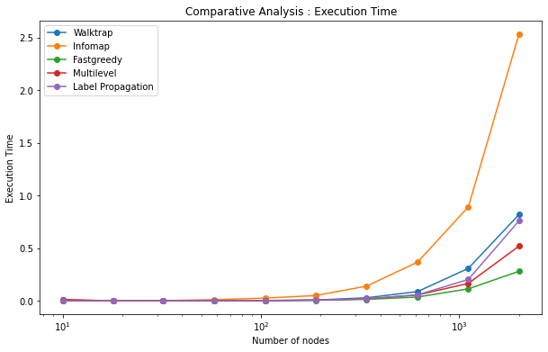 Comparative Analysis : Execution Time
Walktrap
Infomap
Fastgreedy
Multilevel
Label Propagation
Execution Time
2.5
2.0
1.5
1.0
0.5
0.0
10¹
10²
10³
Number of nodes